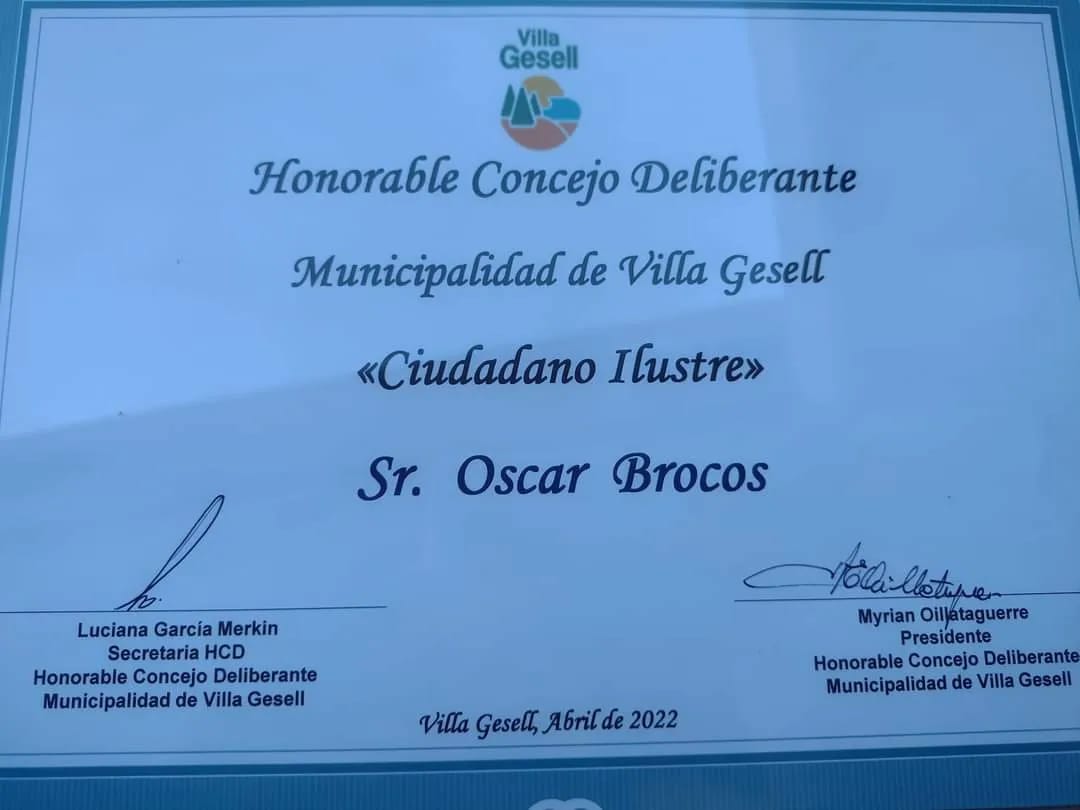 Villa
Gesell
Honorable Concejo Deliberante
Municipalidad de Villa Gesell
«Ciudadano Ilustre»
Sr. Oscar Brocos
Luciana García Merkin
Secretaria HCD
Honorable Concejo Deliberante
Municipalidad de Villa Gesell
Myrian Oillataguerre
Presidente
Honorable Concejo Deliberante
Municipalidad de Villa Gesell
Villa Gesell, Abril de 2022